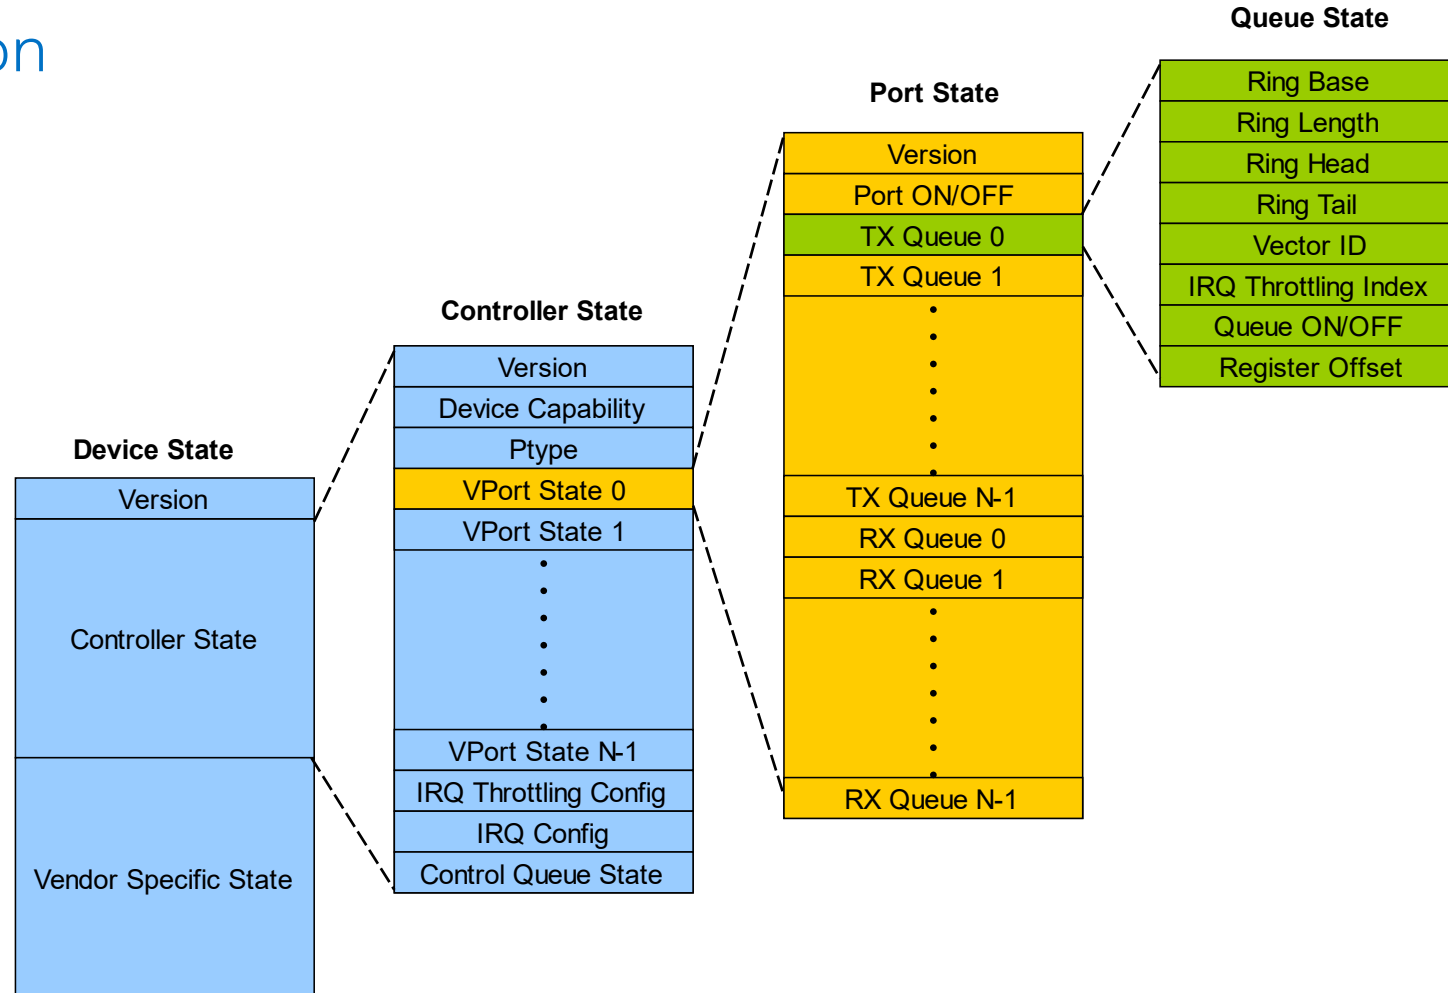 on
Queue State
Ring Base
Ring Length
Ring Head
Ring Tail
Vector ID
IRQ Throttling Index
Queue ON/OFF
Register Offset
Port State
Version
Port ON/OFF
TX Queue 0
TX Queue 1
TX Queue N-1
RX Queue 0
RX Queue 1
RX Queue N-1
Controller State
Version
Device Capability
Ptype
VPort State 0
VPort State 1
VPort State N-1
IRQ Throttling Config
IRQ Config
Control Queue State
Device State
Version
Controller State
Vendor Specific State